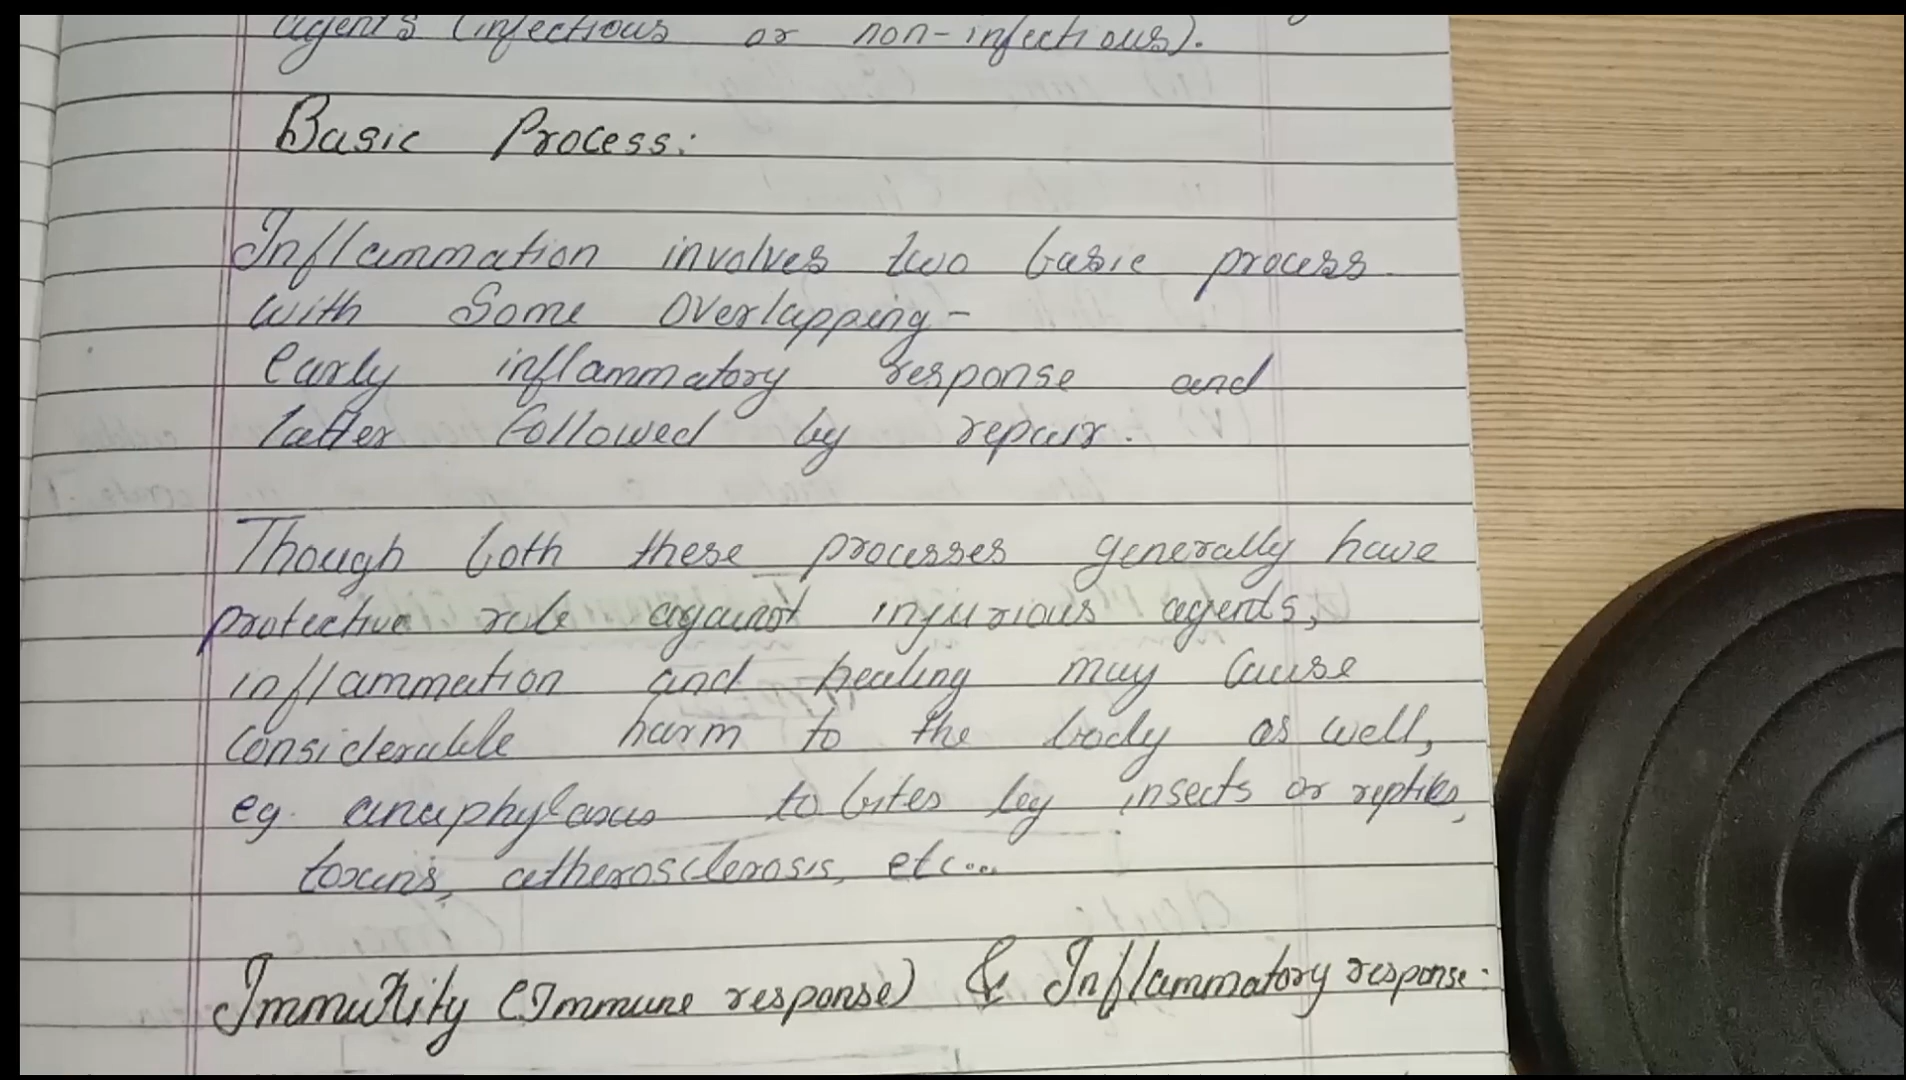 agents (infectious or non-infectious).
Basic Process:
Inflammation involves two basic process
with Some overlapping-
early inflammatory response and
latter followed by repair.
Though both these processes generally have
protective role against injurious agents,
inflammation and healing may cause
considerable harm to the body as well,
eg. anaphylaxis to bites by insects or reptiles,
toxins, atherosclerosis, etc...
Immunity (Immune response) & Inflammatory response: